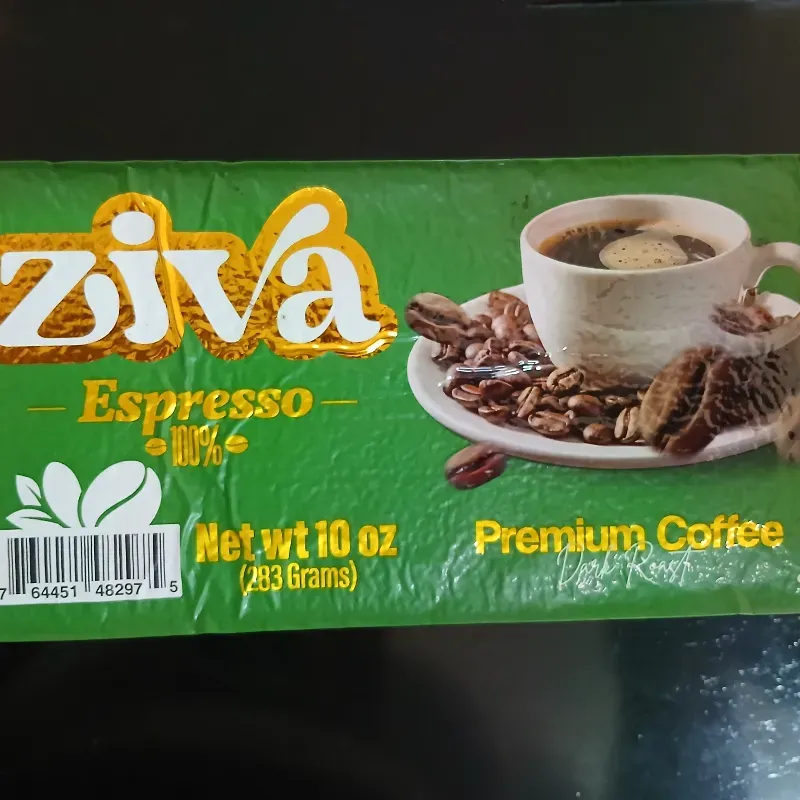 ziva
Espresso
100%
Net wt 10 oz
(283 Grams)
Premium Coffee
Dark Roast
7 64451 48297 5